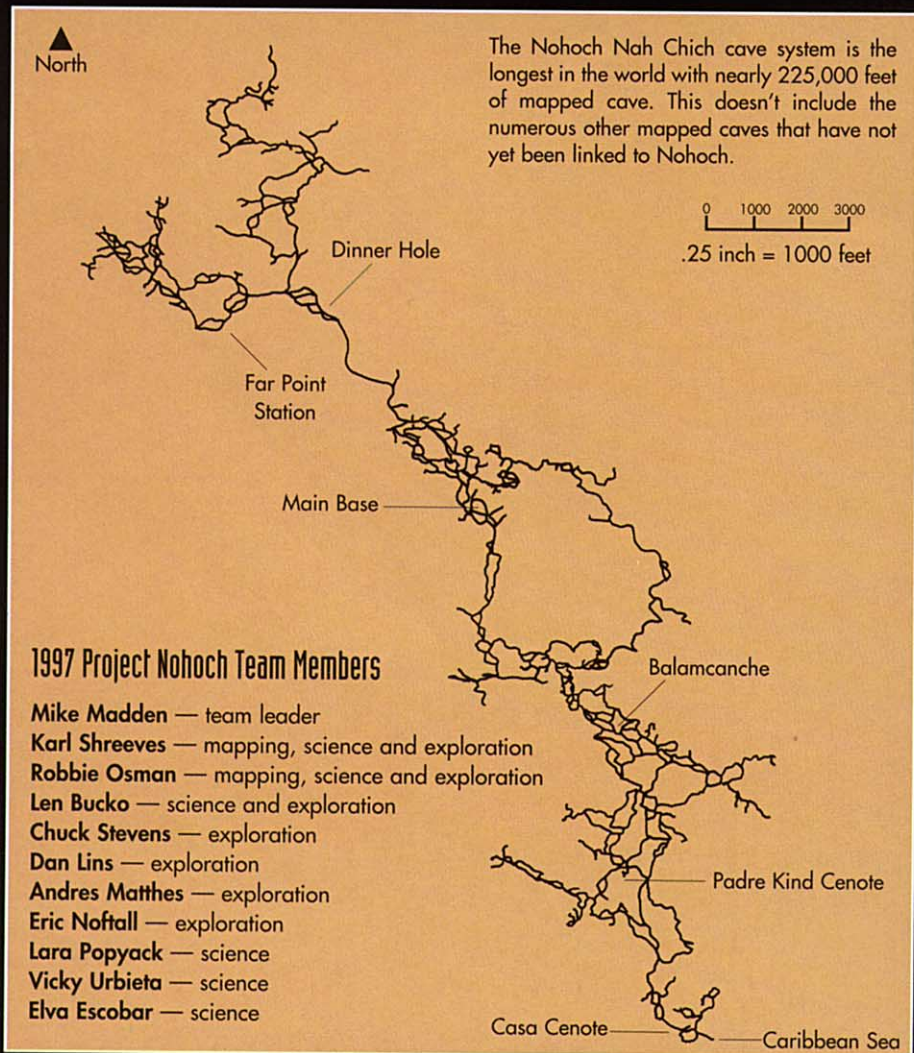 North
The Nohoch Nah Chich cave system is the
longest in the world with nearly 225,000 feet
of mapped cave. This doesn't include the
numerous other mapped caves that have not
yet been linked to Nohoch.
0 1000 2000 3000
.25 inch = 1000 feet
Dinner Hole
Far Point
Station
Main Base
Balamcanche
Padre Kind Cenote
Casa Cenote
Caribbean Sea
1997 Project Nohoch Team Members
Mike Madden — team leader
Karl Shreeves — mapping, science and exploration
Robbie Osman — mapping, science and exploration
Len Bucko — science and exploration
Chuck Stevens — exploration
Dan Lins — exploration
Andres Matthes — exploration
Eric Noftall — exploration
Lara Popyack — science
Vicky Urbieta — science
Elva Escobar — science